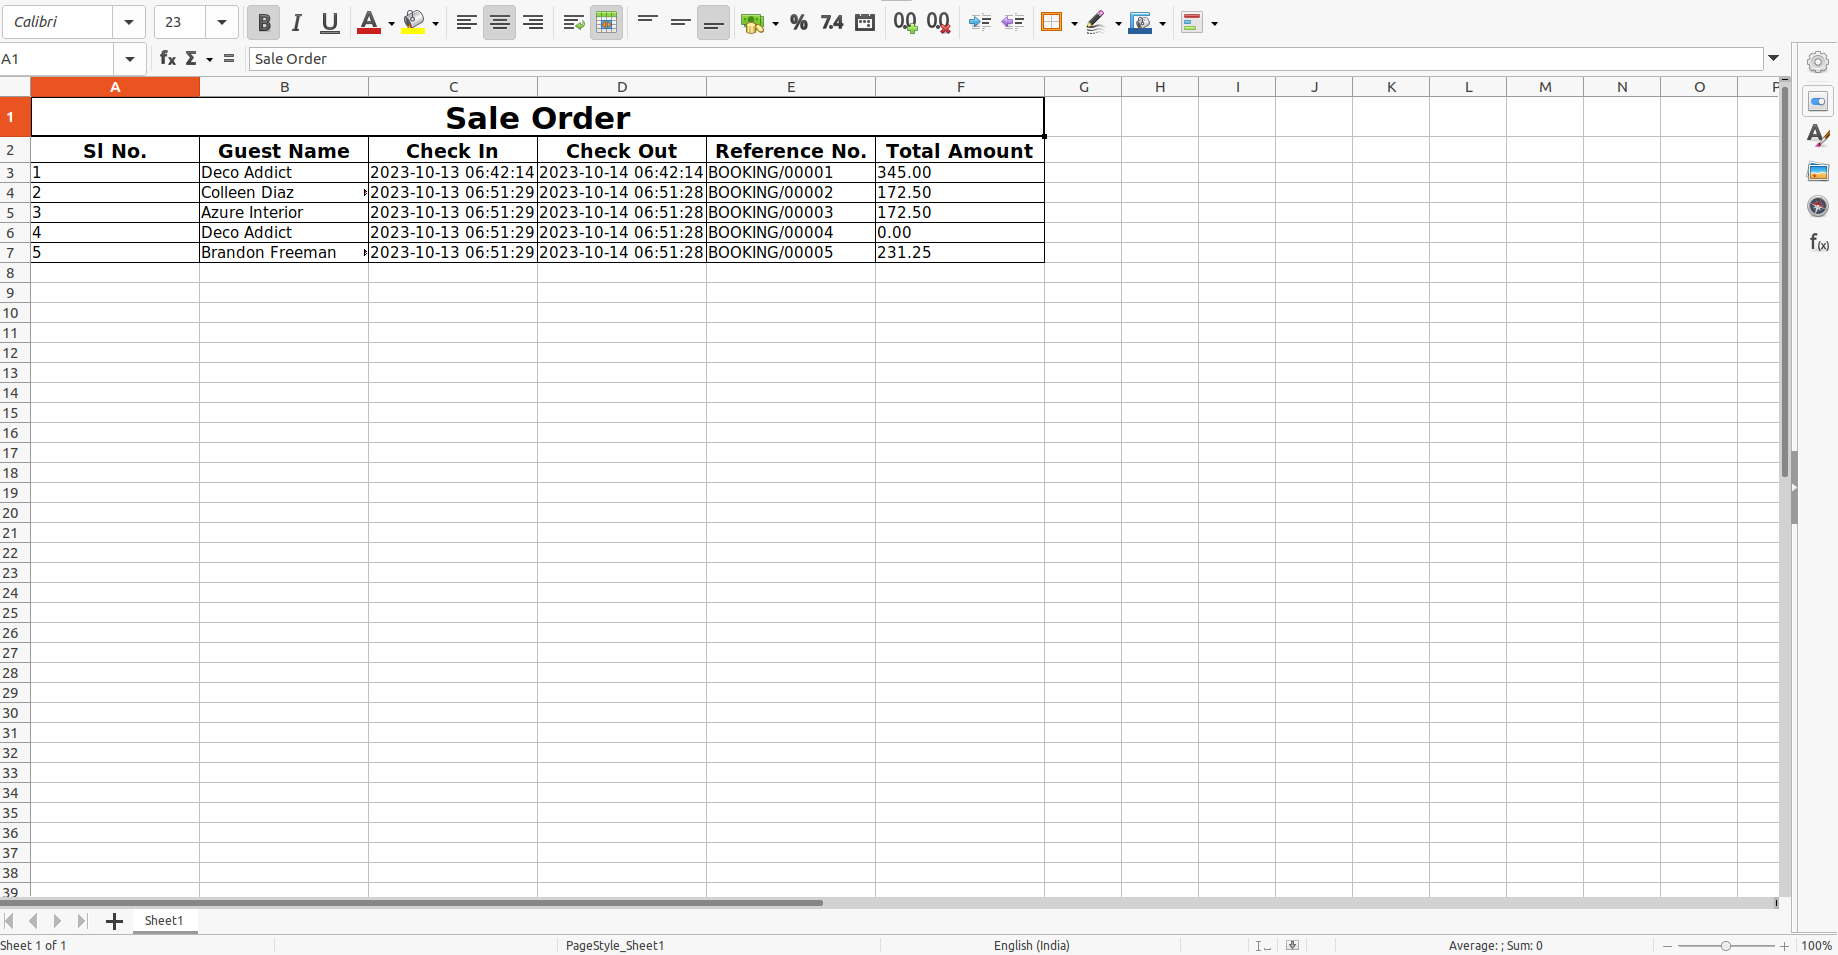 Calibri 23 B I U A % 7.4 0.0 0.0
A1 fx Σ = Sale Order
A B C D E F G H I J K L M N O P
1 Sale Order
2 Sl No. Guest Name Check In Check Out Reference No. Total Amount
3 1 Deco Addict 2023-10-13 06:42:14 2023-10-14 06:42:14 BOOKING/00001 345.00
4 2 Colleen Diaz 2023-10-13 06:51:29 2023-10-14 06:51:28 BOOKING/00002 172.50
5 3 Azure Interior 2023-10-13 06:51:29 2023-10-14 06:51:28 BOOKING/00003 172.50
6 4 Deco Addict 2023-10-13 06:51:29 2023-10-14 06:51:28 BOOKING/00004 0.00
7 5 Brandon Freeman 2023-10-13 06:51:29 2023-10-14 06:51:28 BOOKING/00005 231.25
8
9
10
11
12
13
14
15
16
17
18
19
20
21
22
23
24
25
26
27
28
29
30
31
32
33
34
35
36
37
38
39
Sheet1
Sheet 1 of 1 PageStyle_Sheet1 English (India) Average: ; Sum: 0 100%